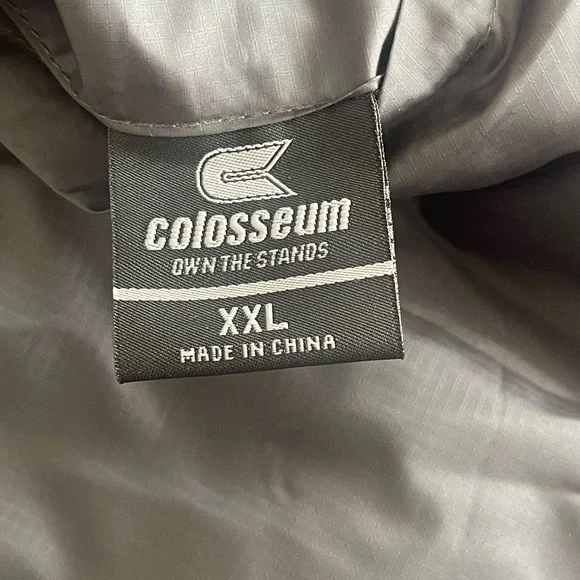 colosseum
OWN THE STANDS
XXL
MADE IN CHINA